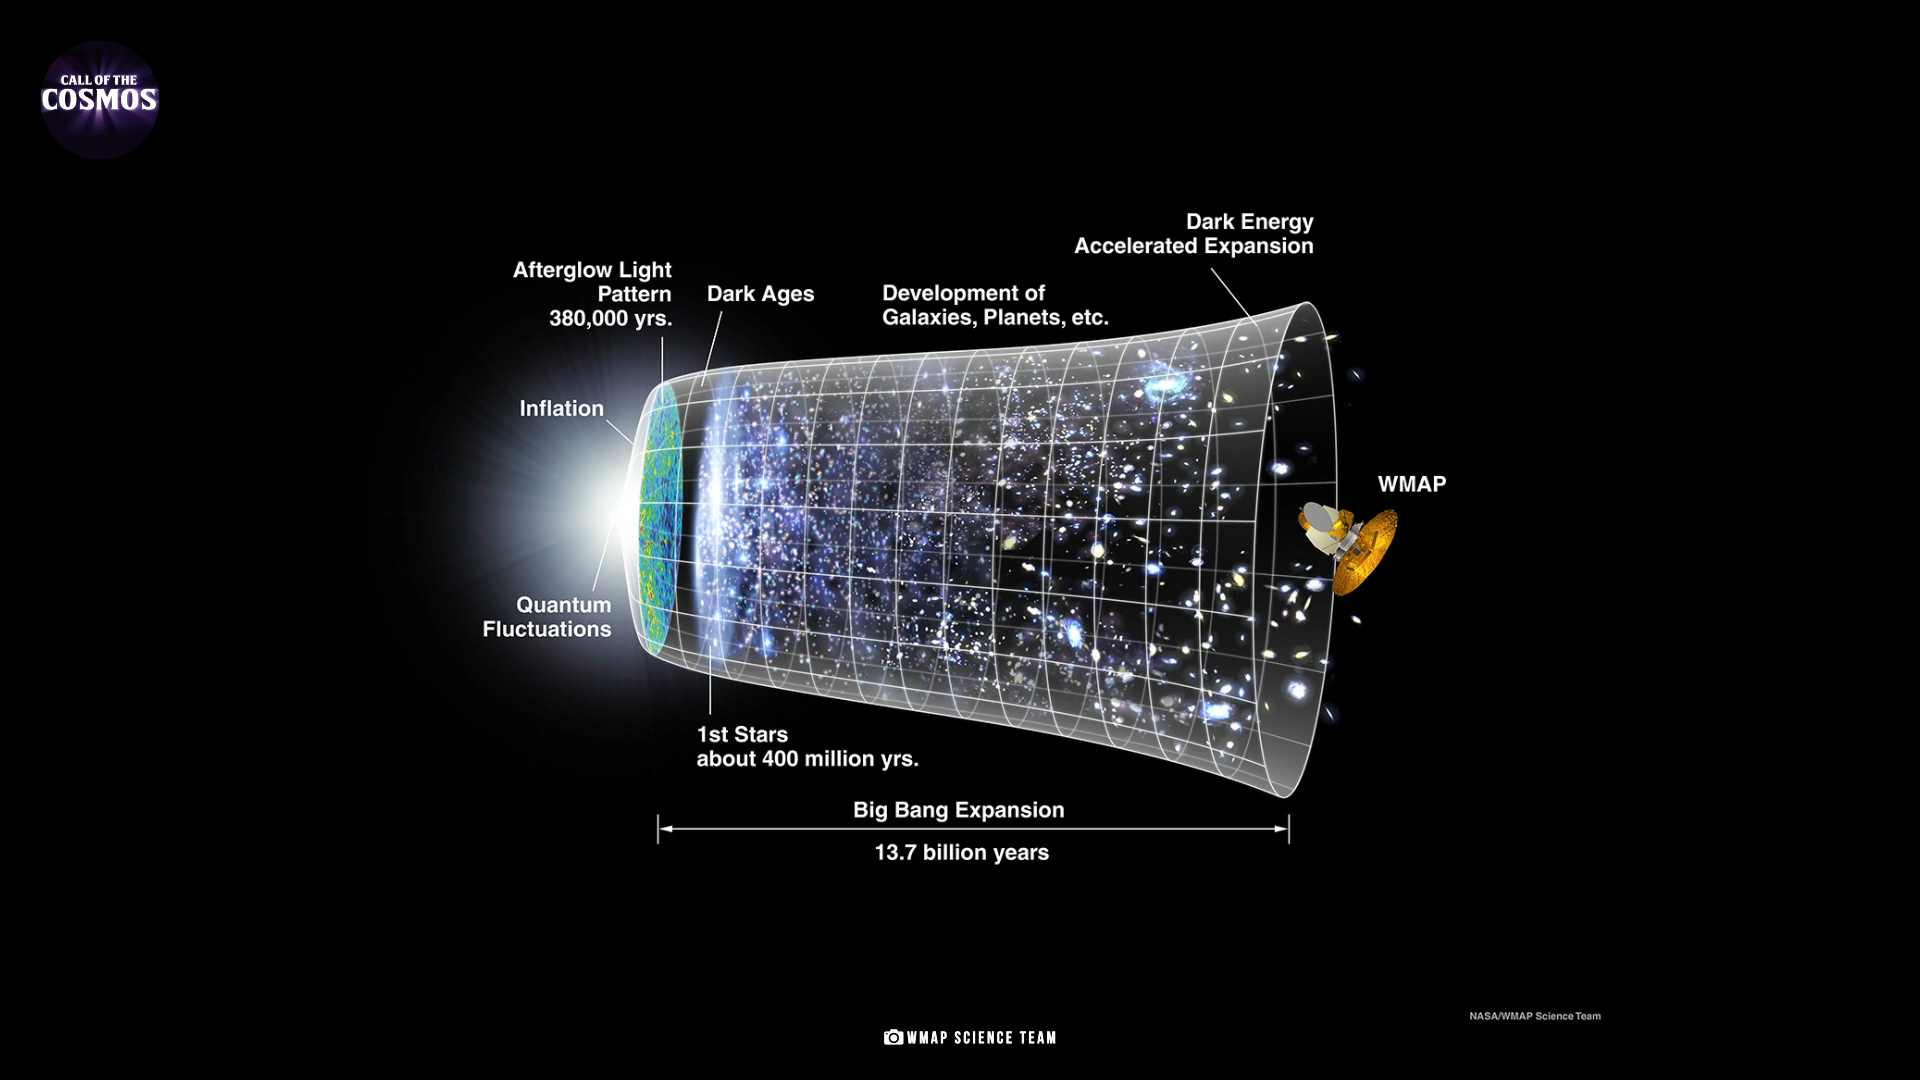 CALL OF THE
COSMOS
Dark Energy
Accelerated Expansion
Afterglow Light
Pattern
380,000 yrs.
Dark Ages
Development of
Galaxies, Planets, etc.
Inflation
WMAP
Quantum
Fluctuations
1st Stars
about 400 million yrs.
Big Bang Expansion
13.7 billion years
NASA/WMAP Science Team
WMAP SCIENCE TEAM